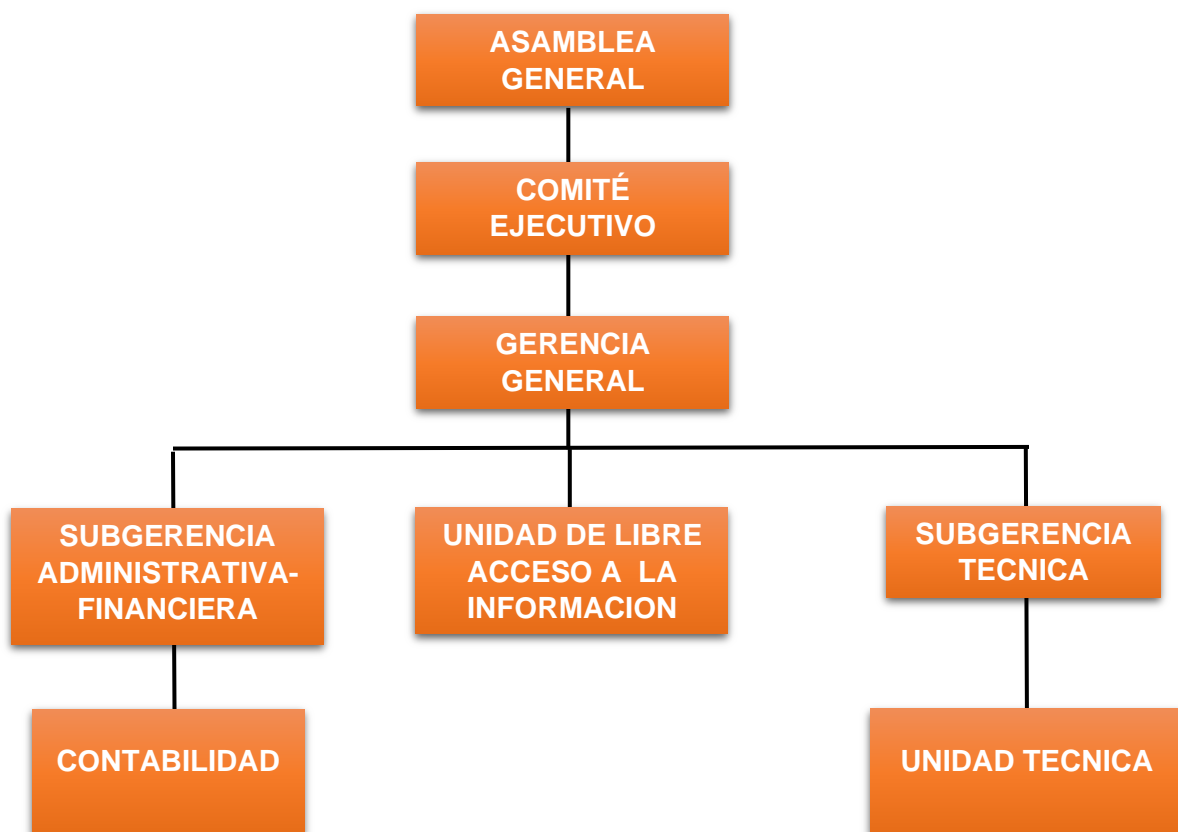 ASAMBLEA
GENERAL
COMITÉ
EJECUTIVO
GERENCIA
GENERAL
SUBGERENCIA
ADMINISTRATIVA-
FINANCIERA
UNIDAD DE LIBRE
ACCESO A LA
INFORMACION
SUBGERENCIA
TECNICA
CONTABILIDAD
UNIDAD TECNICA